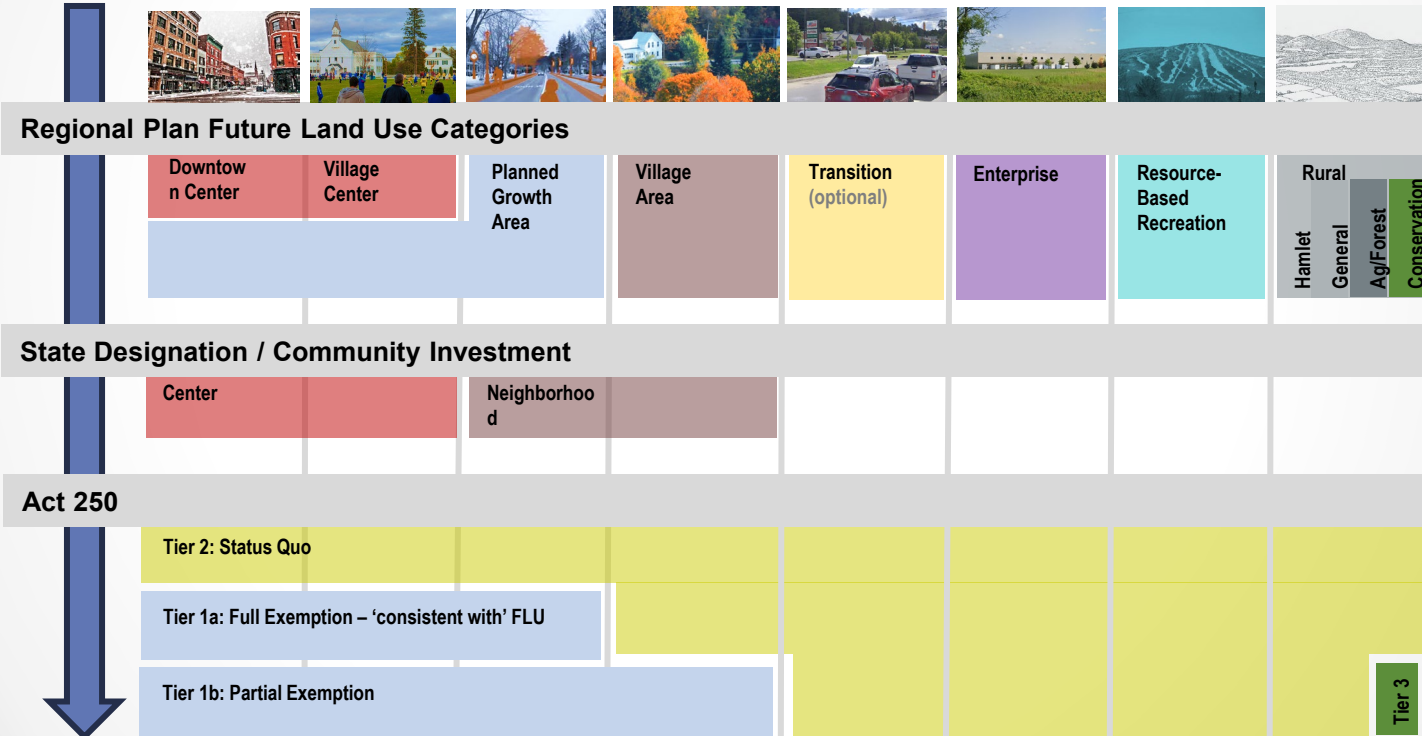 Regional Plan Future Land Use Categories
Downtow
n Center
Village
Center
Planned
Growth
Area
Village
Area
Transition
(optional)
Enterprise
Resource-
Based
Recreation
Rural
Hamlet
General
Ag/Forest
Conservation
State Designation / Community Investment
Center
Neighborhoo
d
Act 250
Tier 2: Status Quo
Tier 1a: Full Exemption – ‘consistent with’ FLU
Tier 1b: Partial Exemption
Tier 3